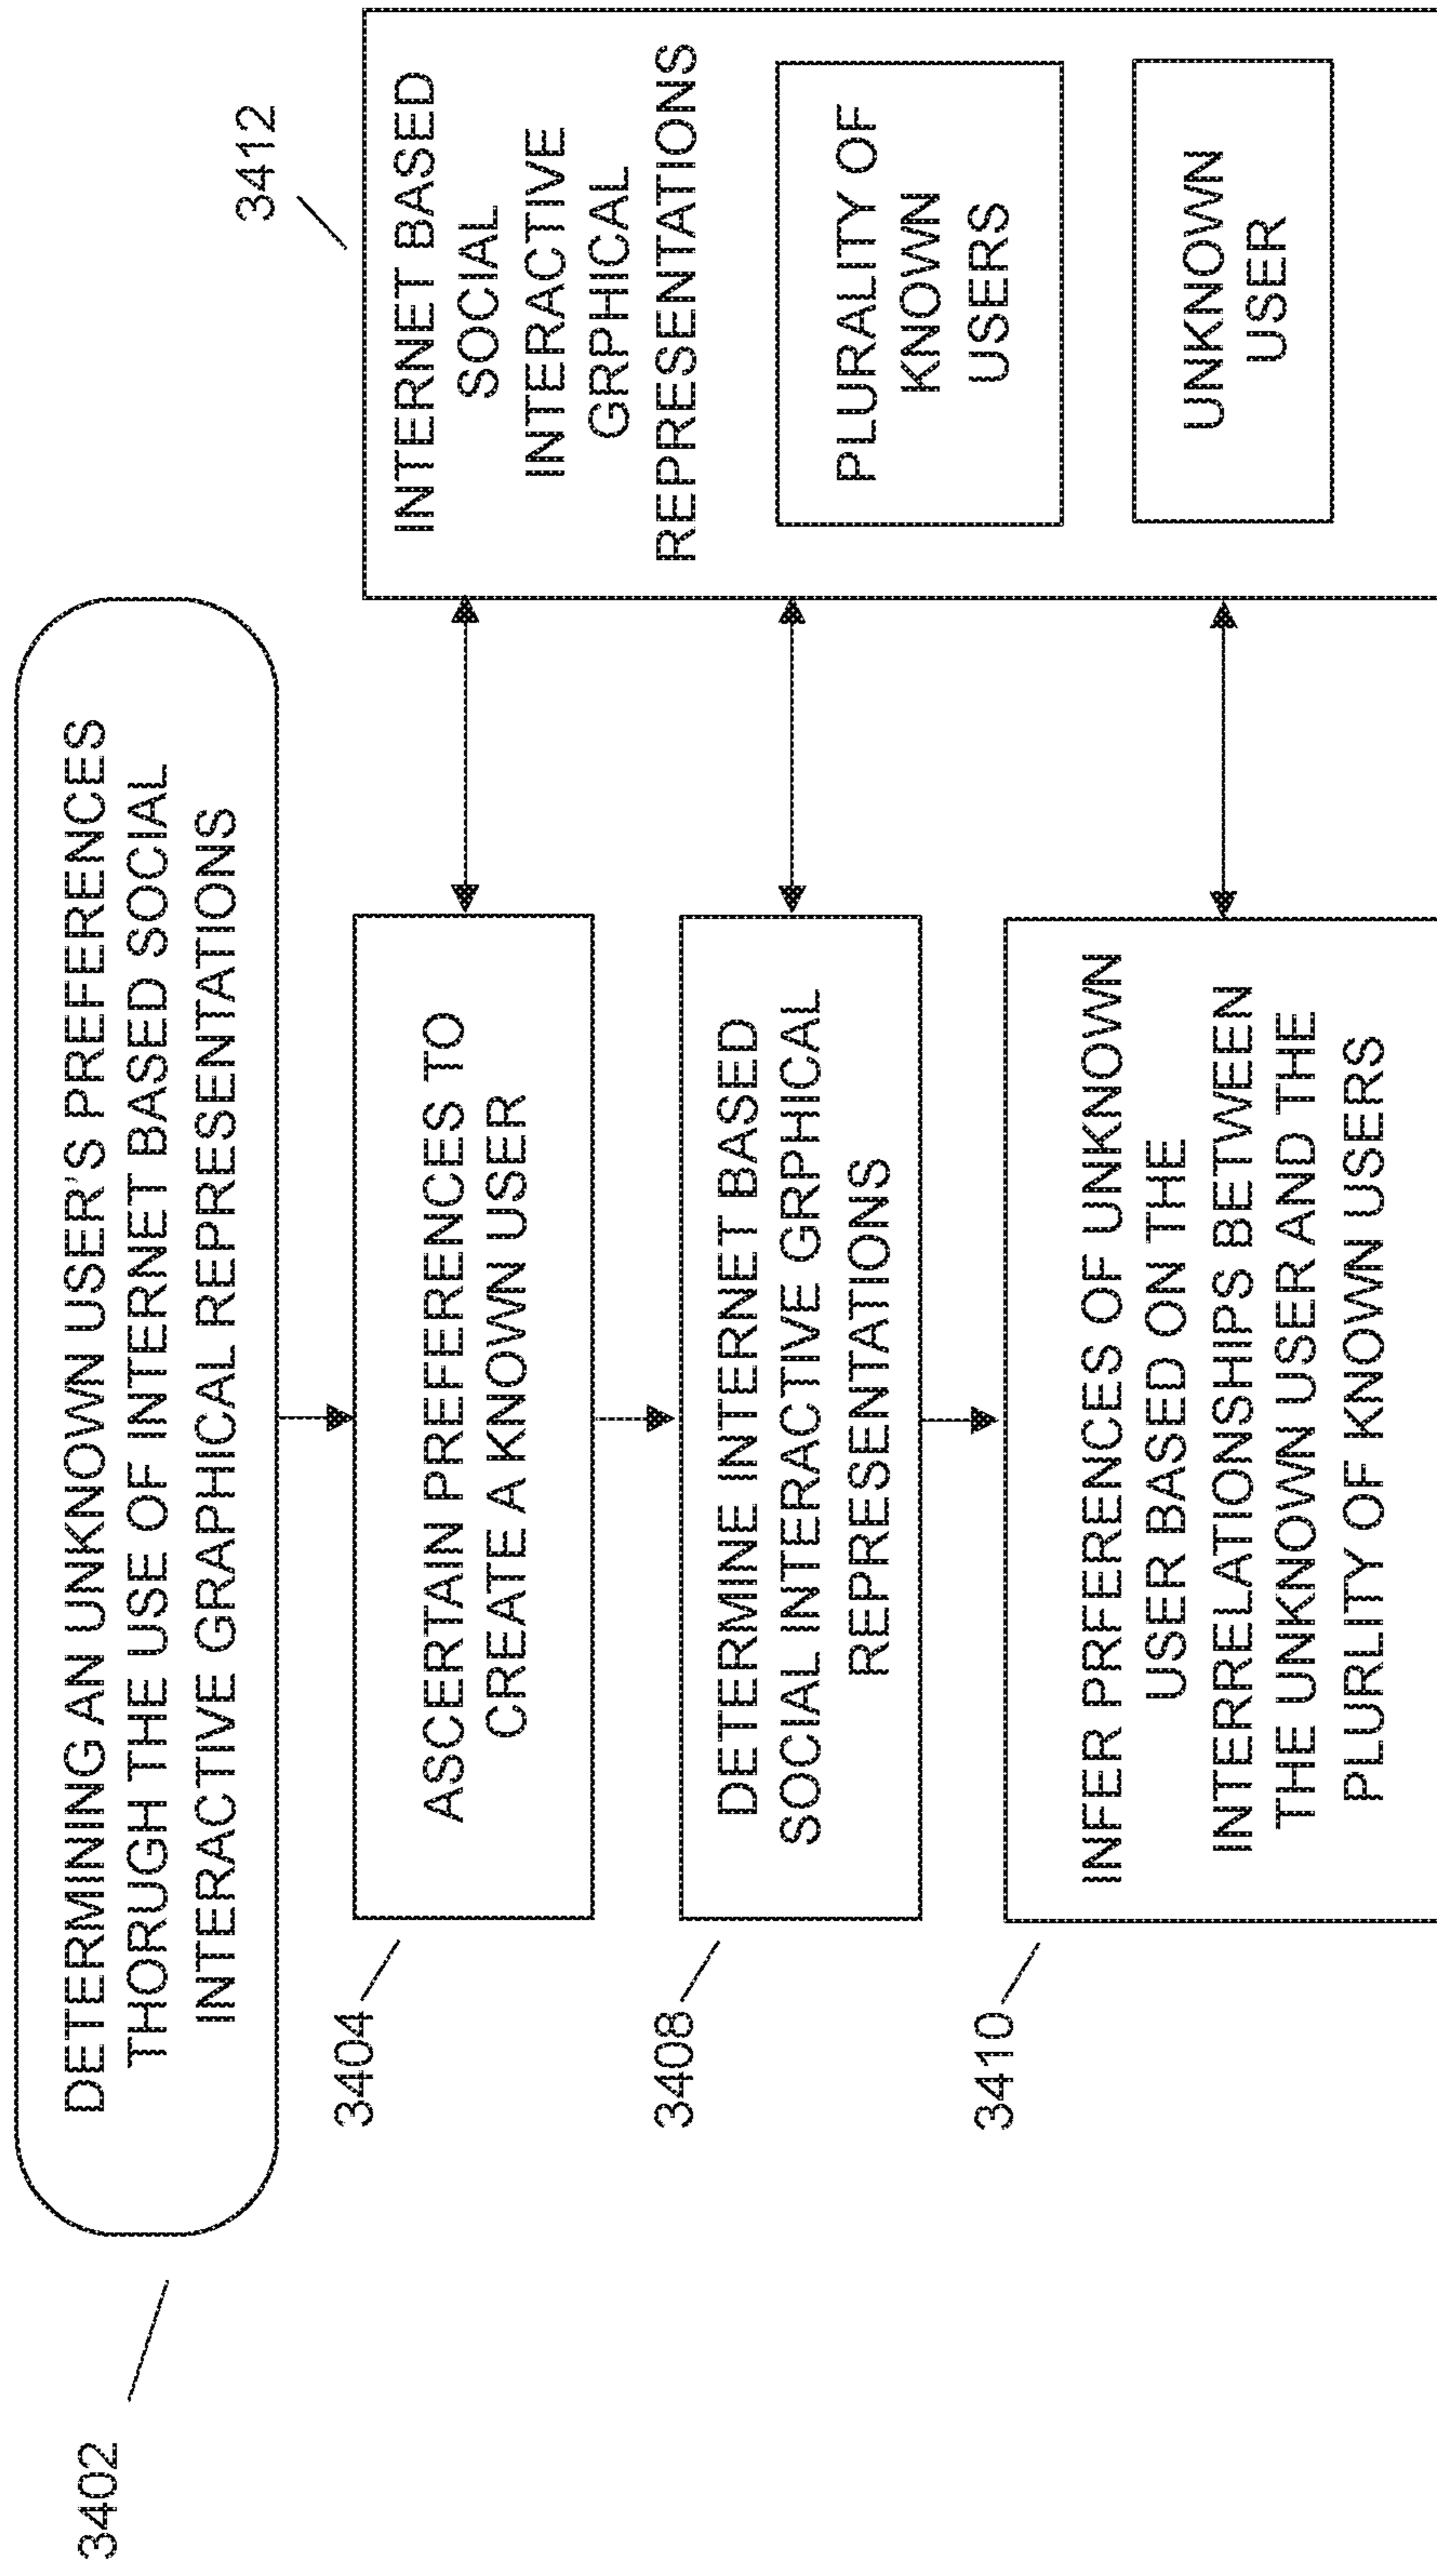 3402
DETERMINING AN UNKNOWN USER'S PREFERENCES
THORUGH THE USE OF INTERNET BASED SOCIAL
INTERACTIVE GRAPHICAL REPRESENTATIONS
3404
ASCERTAIN PREFERENCES TO
CREATE A KNOWN USER
3408
DETERMINE INTERNET BASED
SOCIAL INTERACTIVE GRPHICAL
REPRESENTATIONS
3410
INFER PRFERENCES OF UNKNOWN
USER BASED ON THE
INTERRELATIONSHIPS BETWEEN
THE UNKNOWN USER AND THE
PLURLITY OF KNOWN USERS
3412
INTERNET BASED
SOCIAL
INTERACTIVE
GRPHICAL
REPRESENTATIONS
PLURALITY OF
KNOWN
USERS
UNKNOWN
USER